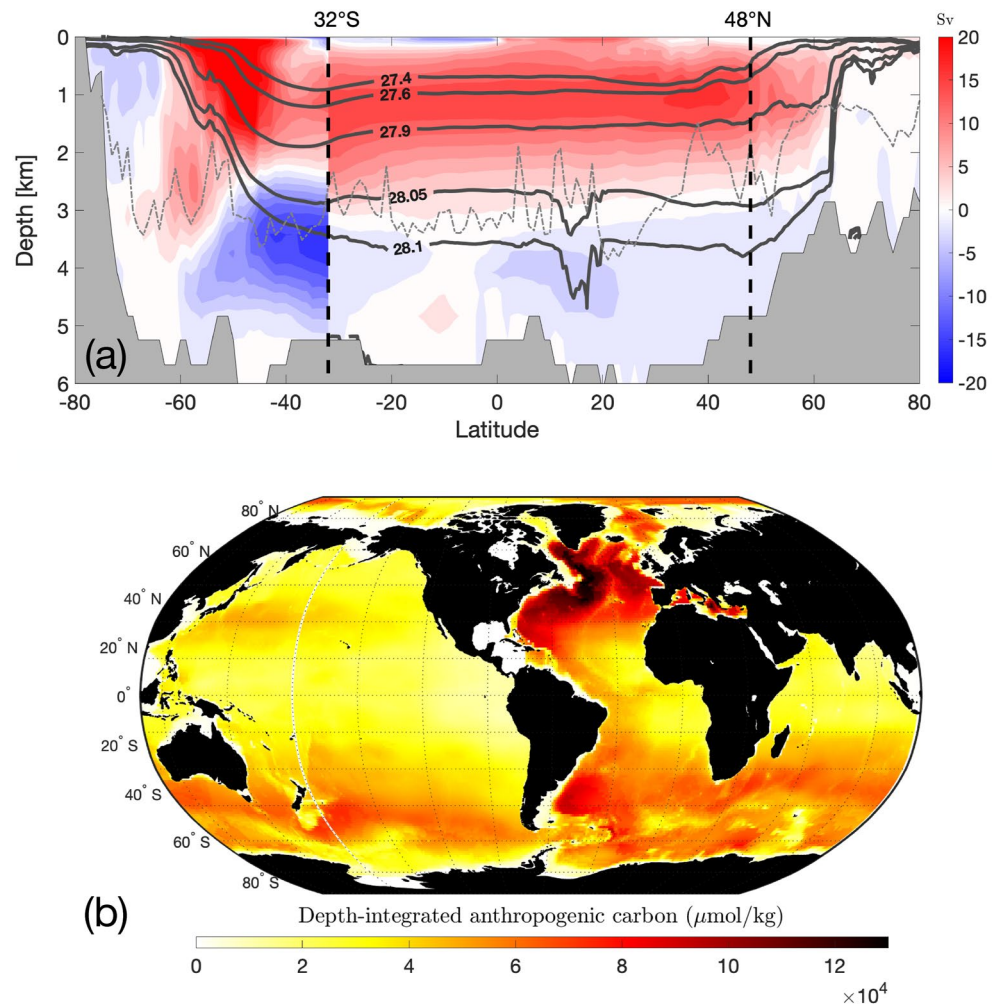 32°S 48°N Sv
0 1 2 3 4 5 6
Depth [km]
27.4
27.6
27.9
28.05
28.1
20 15 10 5 0 -5 -10 -15 -20
(a)
-80 -60 -40 -20 0 20 40 60 80
Latitude
80° N
60° N
40° N
20° N
0°
20° S
40° S
60° S
80° S
(b)
Depth-integrated anthropogenic carbon (μmol/kg)
0 2 4 6 8 10 12
×10⁴